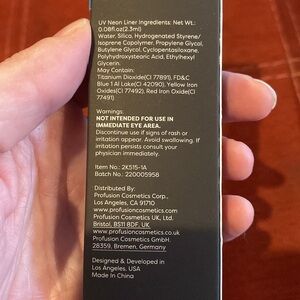 UV Neon Liner Ingredients: Net Wt.:
0.08fl.oz(2.3ml)
Water, Silica, Hydrogenated Styrene/
Isoprene Copolymer, Propylene Glycol,
Butylene Glycol, Cyclopentasiloxane,
Polyhydroxystearic Acid, Ethylhexyl
Glycerin.
May Contain:
Titanium Dioxide(CI 77891), FD&C
Blue 1 Al Lake(CI 42090), Yellow Iron
Oxides(CI 77492), Red Iron Oxide(CI
77491)
Warnings:
NOT INTENDED FOR USE IN
IMMEDIATE EYE AREA.
Discontinue use if signs of rash or
irritation appear. Avoid swallowing. If
irritation persists consult your
physician immediately.
Item No.: 2K515-1A
Batch No.: 220005958
Distributed By:
Profusion Cosmetics Corp.,
Los Angeles, CA 91710
www.profusioncosmetics.com
Profusion Cosmetics UK, Ltd.
Bristol, BS11 8DF, UK
www.profusioncosmetics.co.uk
Profusion Cosmetics GmbH.
28359, Bremen, Germany
Designed & Developed in
Los Angeles, USA
Made In China